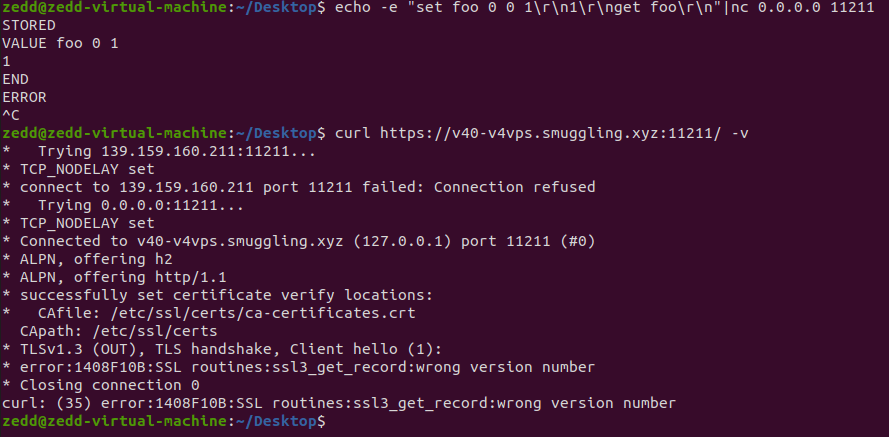 zedd@zedd-virtual-machine:~/Desktop$ echo -e "set foo 0 0 1\r\n1\r\nget foo\r\n"|nc 0.0.0.0 11211
STORED
VALUE foo 0 1
1
END
ERROR
^C
zedd@zedd-virtual-machine:~/Desktop$ curl https://v40-v4vps.smuggling.xyz:11211/ -v
*   Trying 139.159.160.211:11211...
* TCP_NODELAY set
* connect to 139.159.160.211 port 11211 failed: Connection refused
*   Trying 0.0.0.0:11211...
* TCP_NODELAY set
* Connected to v40-v4vps.smuggling.xyz (127.0.0.1) port 11211 (#0)
* ALPN, offering h2
* ALPN, offering http/1.1
* successfully set certificate verify locations:
*   CAfile: /etc/ssl/certs/ca-certificates.crt
  CApath: /etc/ssl/certs
* TLSv1.3 (OUT), TLS handshake, Client hello (1):
* error:1408F10B:SSL routines:ssl3_get_record:wrong version number
* Closing connection 0
curl: (35) error:1408F10B:SSL routines:ssl3_get_record:wrong version number
zedd@zedd-virtual-machine:~/Desktop$